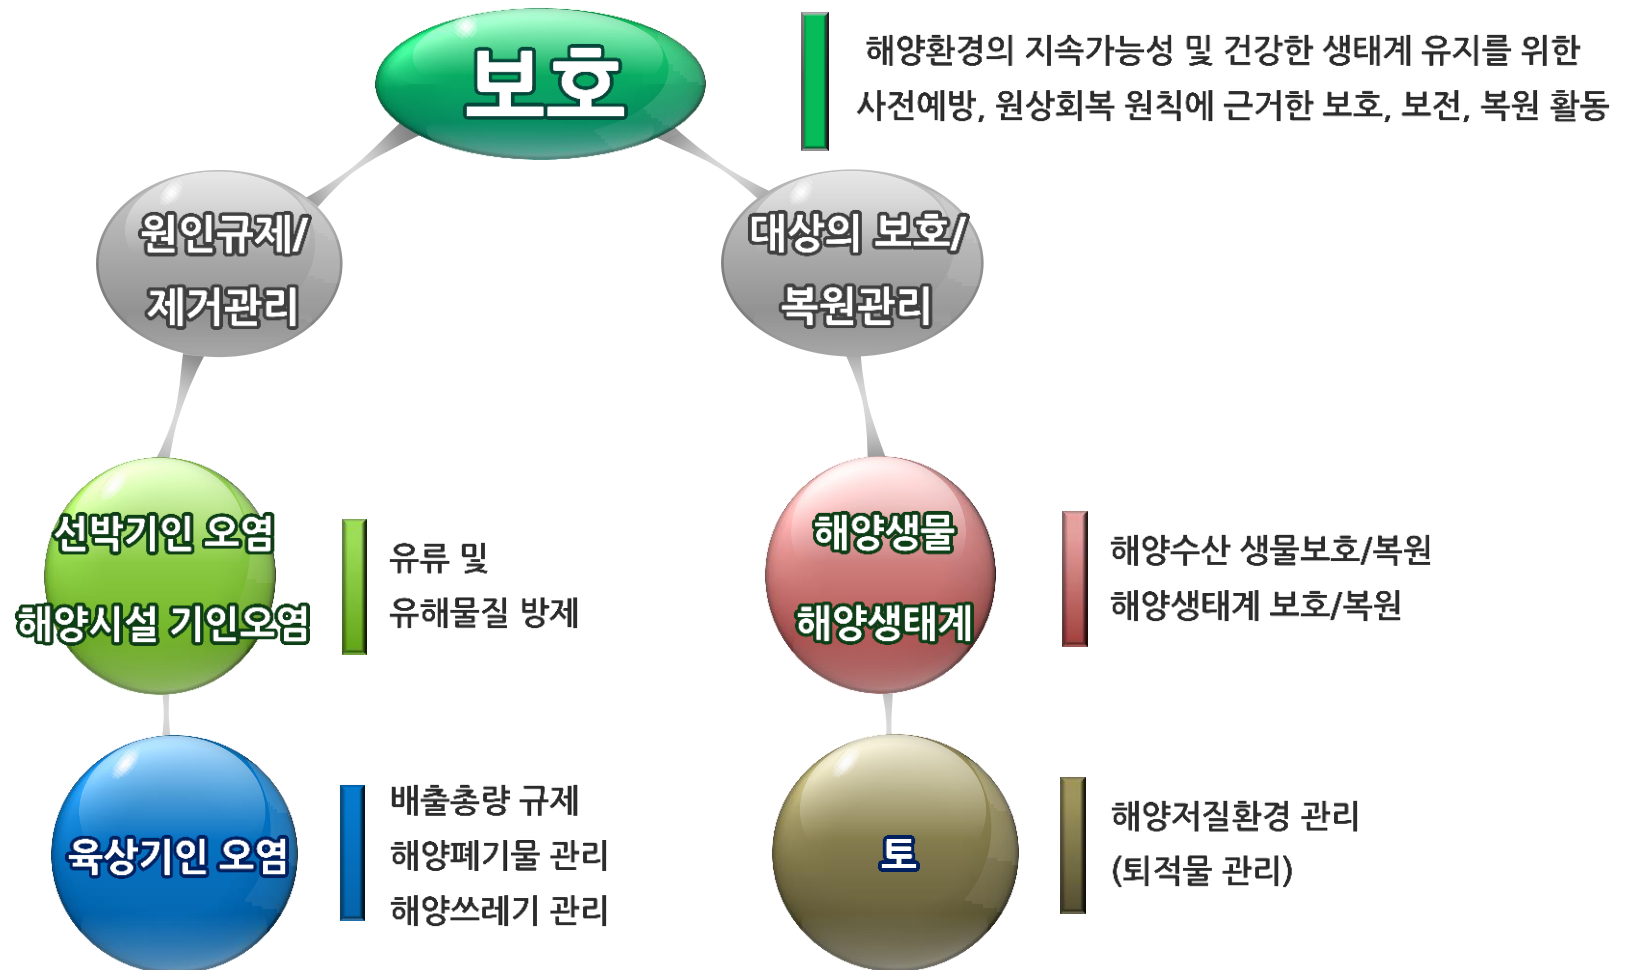 보호
해양환경의 지속가능성 및 건강한 생태계 유지를 위한
사전예방, 원상회복 원칙에 근거한 보호, 보전, 복원 활동
원인규제/
제거관리
대상의 보호/
복원관리
선박기인 오염
해양시설 기인오염
유류 및
유해물질 방제
해양생물
해양생태계
해양수산 생물보호/복원
해양생태계 보호/복원
육상기인 오염
배출총량 규제
해양폐기물 관리
해양쓰레기 관리
토
해양저질환경 관리
(퇴적물 관리)